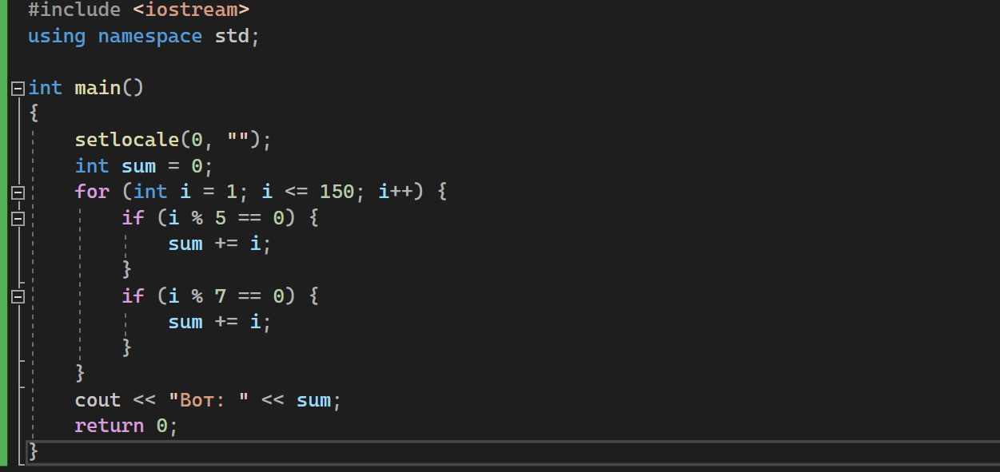 #include <iostream>
using namespace std;
int main()
{
    setlocale(0, "");
    int sum = 0;
    for (int i = 1; i <= 150; i++) {
        if (i % 5 == 0) {
            sum += i;
        }
        if (i % 7 == 0) {
            sum += i;
        }
    }
    cout << "Вот: " << sum;
    return 0;
}